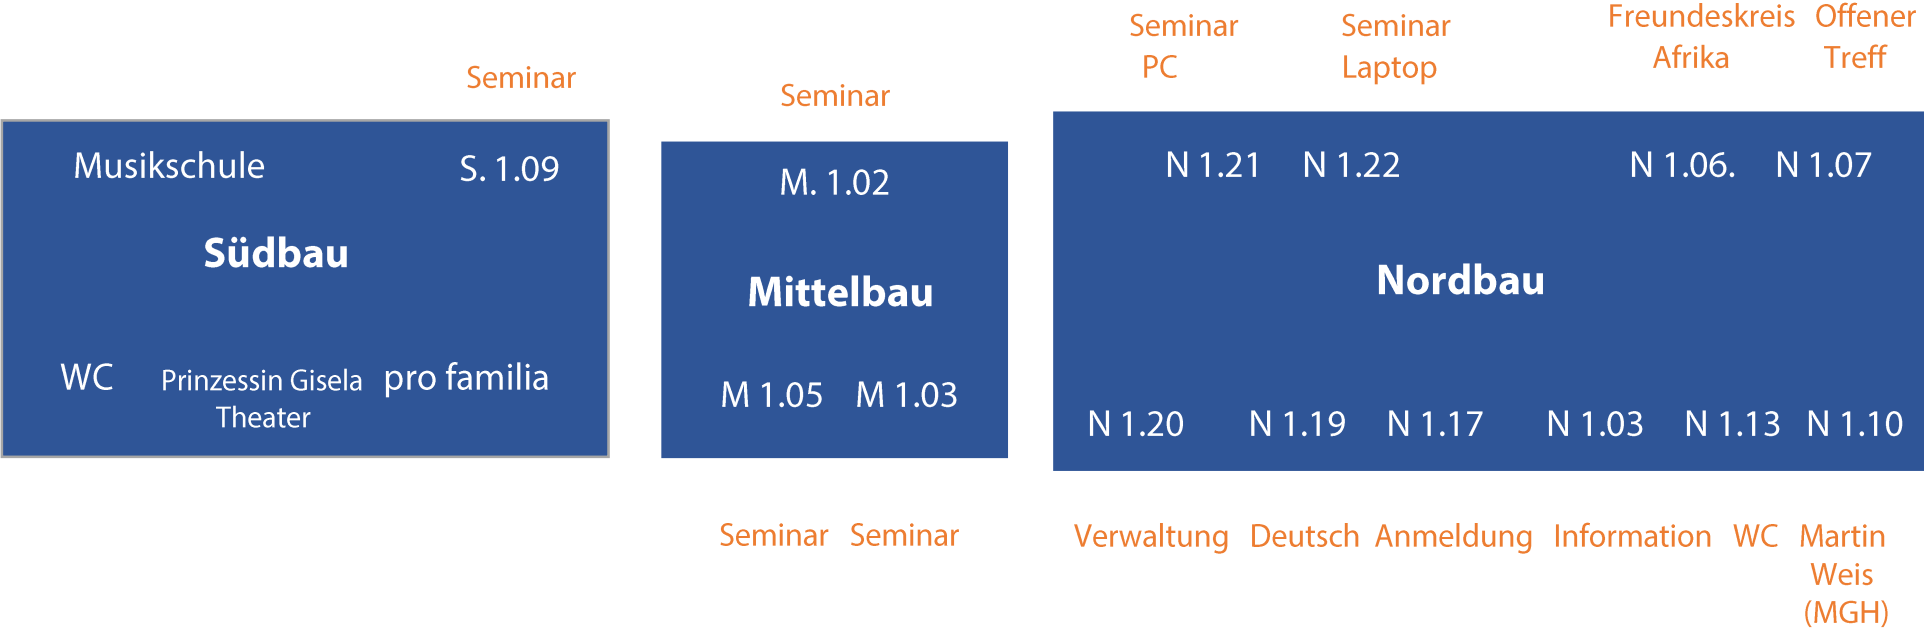 Seminar
Musikschule
S. 1.09
Südbau
WC
Prinzessin Gisela
Theater
pro familia
Seminar
M. 1.02
Mittelbau
M 1.05
M 1.03
Seminar
Seminar
Seminar
PC
Seminar
Laptop
Freundeskreis
Afrika
Offener
Treff
N 1.21
N 1.22
N 1.06.
N 1.07
Nordbau
N 1.20
N 1.19
N 1.17
N 1.03
N 1.13
N 1.10
Verwaltung
Deutsch
Anmeldung
Information
WC
Martin
Weis
(MGH)